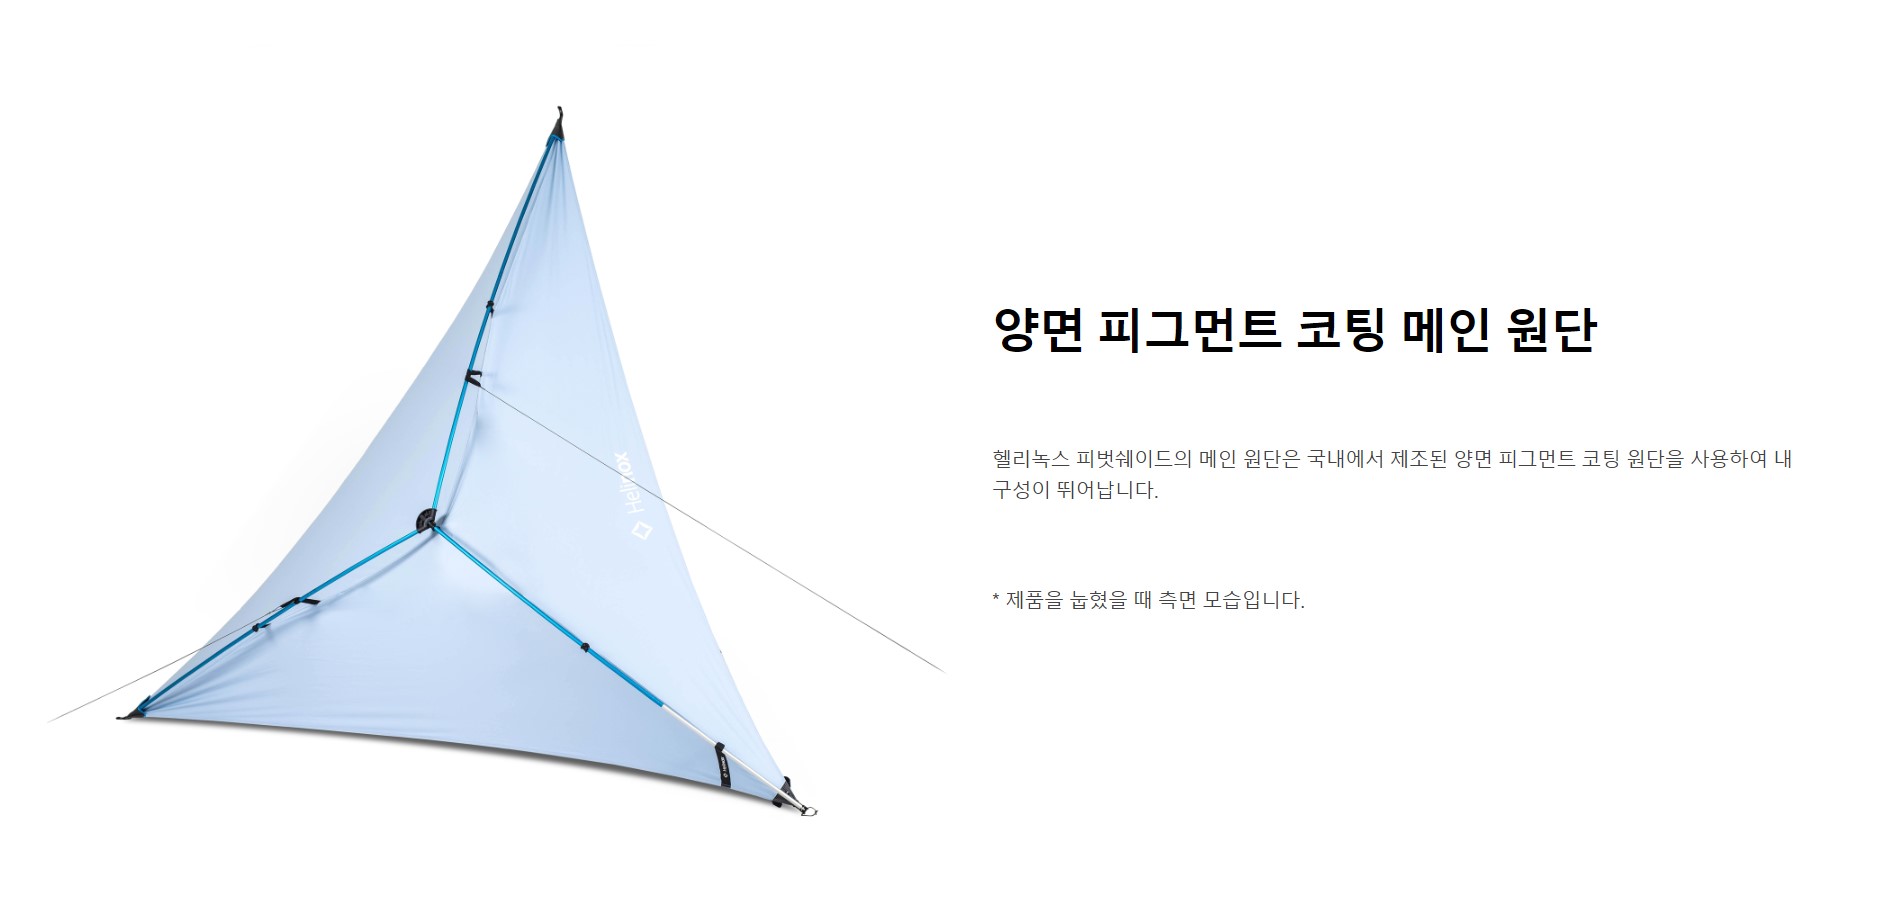 Helinox
양면 피그먼트 코팅 메인 원단
헬리녹스 피벗쉐이드의 메인 원단은 국내에서 제조된 양면 피그먼트 코팅 원단을 사용하여 내
구성이 뛰어납니다.
* 제품을 눕혔을 때 측면 모습입니다.